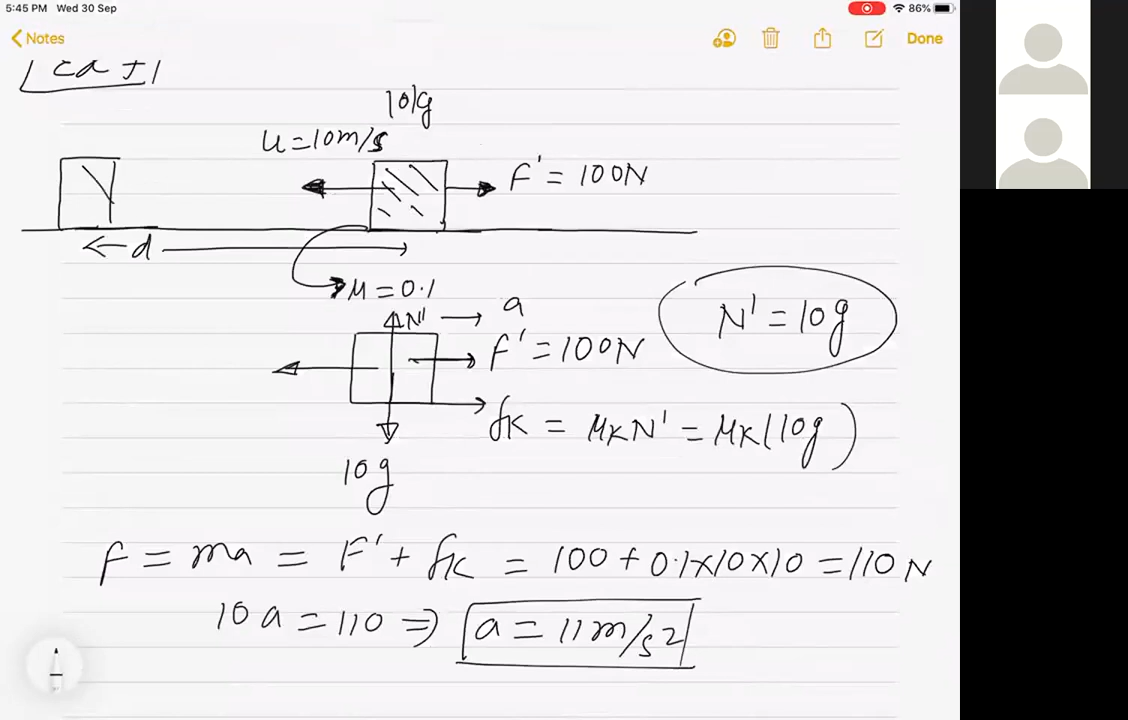 5:45 PM Wed 30 Sep
86%
Notes
Done
10kg
u = 10m/s
F' = 100N
d
μ = 0.1
N' → a
F' = 100N
N' = 10g
fK = μK N' = μK (10g)
10g
F = ma = F' + fK = 100 + 0.1×10×10 = 110 N
10 a = 110 ⇒ a = 11 m/s2